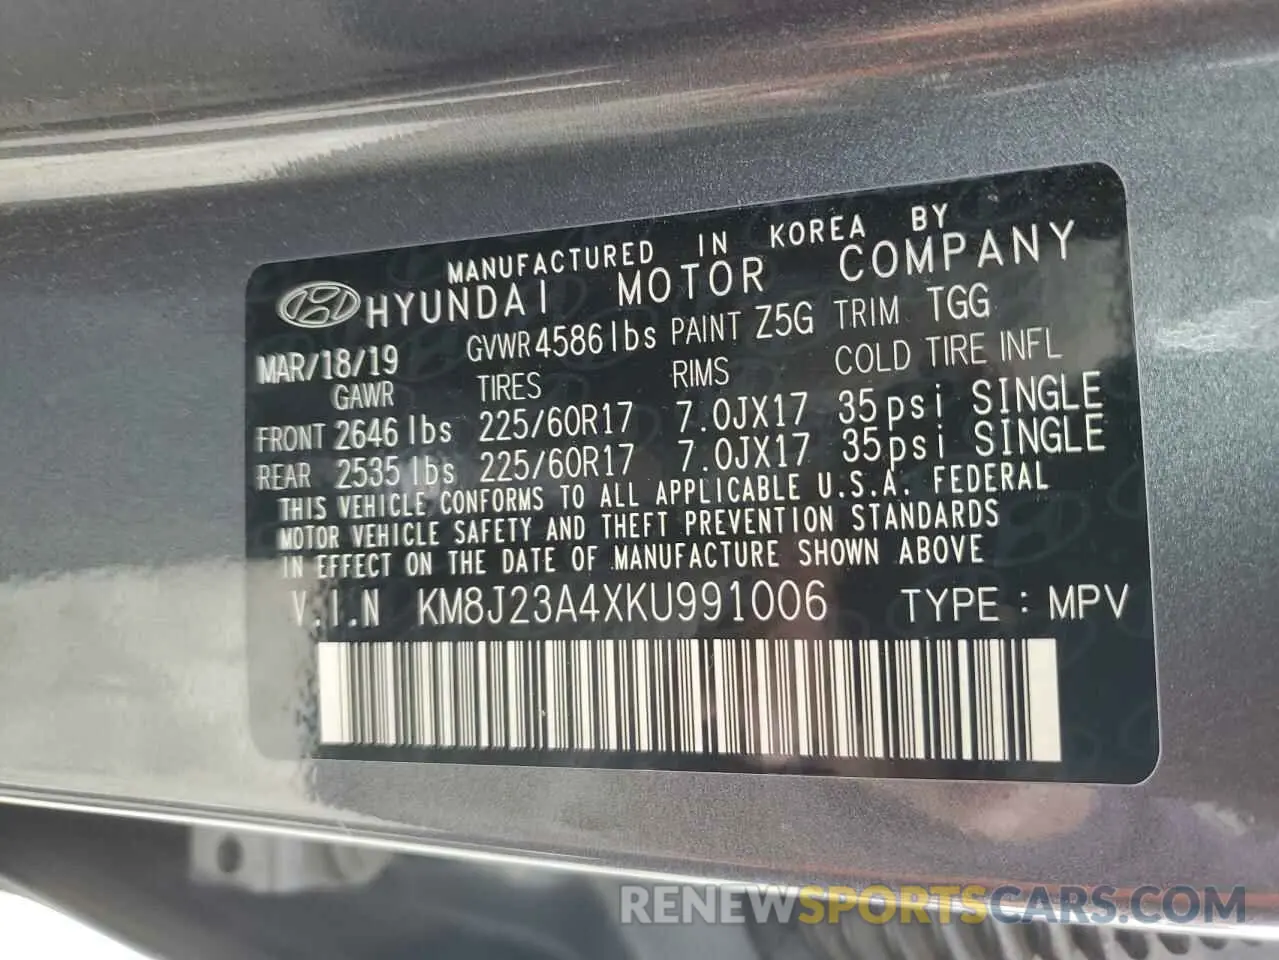 MANUFACTURED IN KOREA BY
HYUNDAI MOTOR COMPANY
MAR/18/19 GVWR 4586 lbs PAINT Z5G TRIM TGG
GAWR TIRES RIMS COLD TIRE INFL
FRONT 2646 lbs 225/60R17 7.0JX17 35psi SINGLE
REAR 2535 lbs 225/60R17 7.0JX17 35psi SINGLE
THIS VEHICLE CONFORMS TO ALL APPLICABLE U.S.A. FEDERAL
MOTOR VEHICLE SAFETY AND THEFT PREVENTION STANDARDS
IN EFFECT ON THE DATE OF MANUFACTURE SHOWN ABOVE
V.I.N KM8J23A4XKU991006 TYPE : MPV
RENEWSPORTSCARS.COM